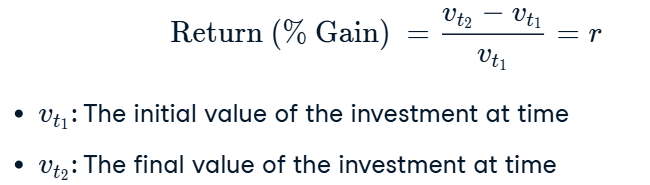 Return (% Gain) = \frac{v_{t_2} - v_{t_1}}{v_{t_1}} = r
• v_{t_1}: The initial value of the investment at time
• v_{t_2}: The final value of the investment at time